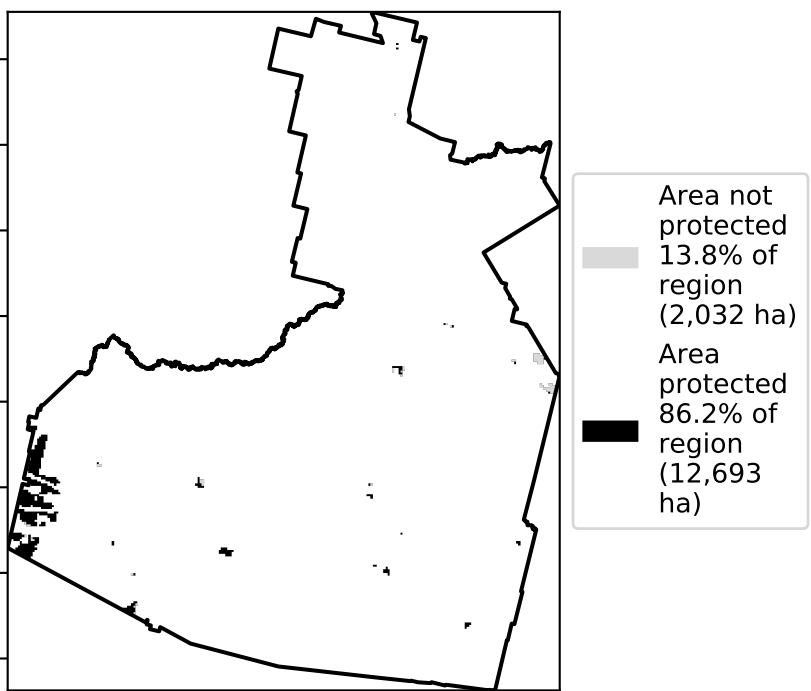 Area not
protected
13.8% of
region
(2,032 ha)
Area
protected
86.2% of
region
(12,693
ha)